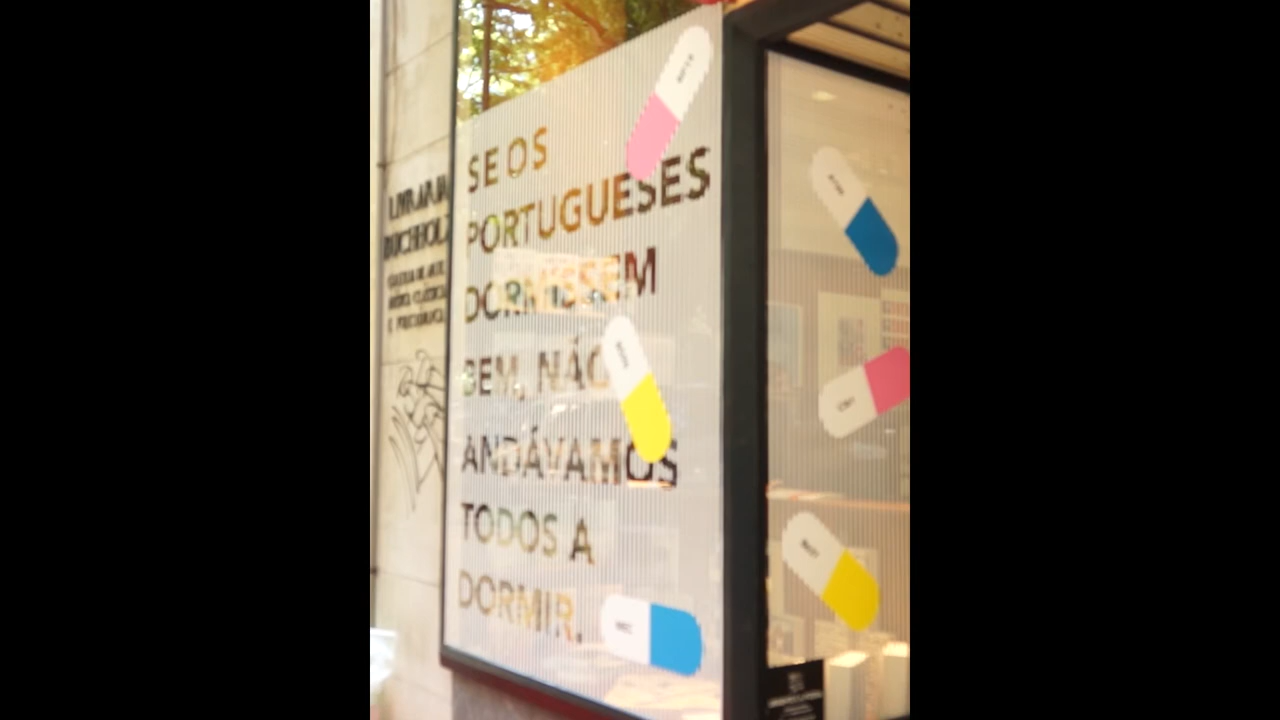 LIVRARIA
BUCHHOLZ
SE OS
PORTUGUESES
DORMISSEM
BEM, NÃO
ANDÁVAMOS
TODOS A
DORMIR.